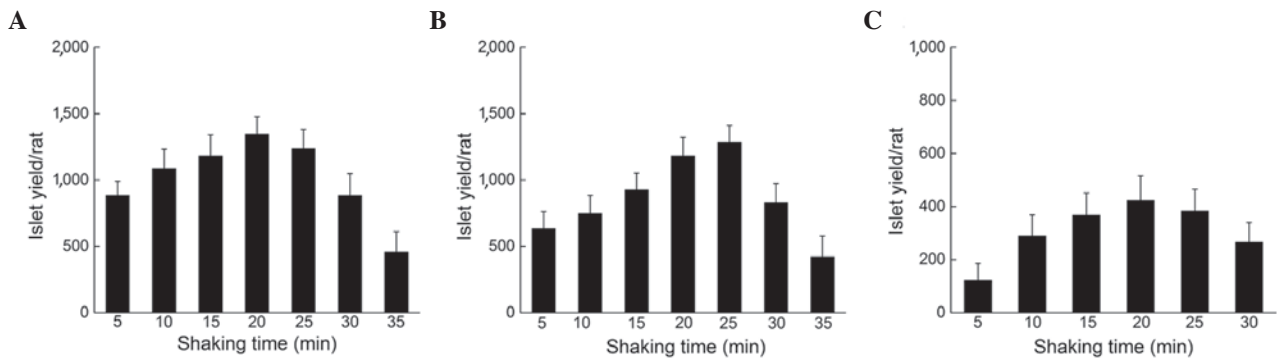 A
2,000
1,500
1,000
500
0
Islet yield/rat
5 10 15 20 25 30 35
Shaking time (min)
B
2,000
1,500
1,000
500
0
Islet yield/rat
5 10 15 20 25 30 35
Shaking time (min)
C
1,000
800
600
400
200
0
Islet yield/rat
5 10 15 20 25 30
Shaking time (min)